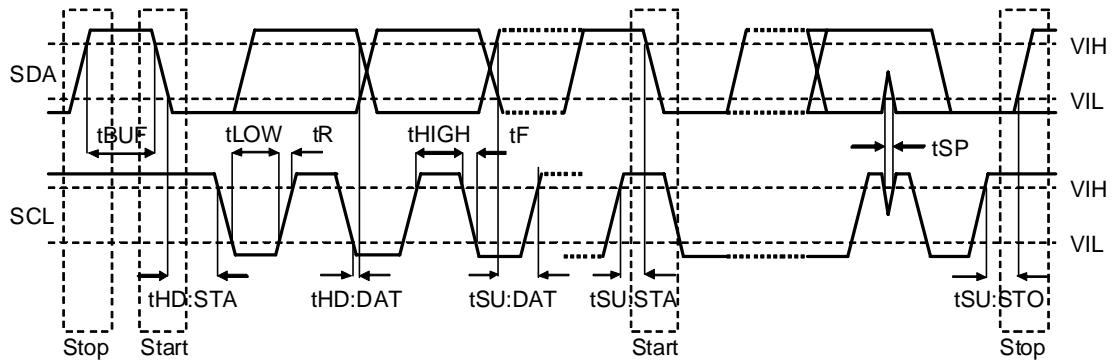 VIH
SDA
VIL
tBUF tLOW tR tHIGH tF tSP
VIH
SCL
VIL
tHD:STA tHD:DAT tSU:DAT tSU:STA tSU:STO
Stop Start Start Stop